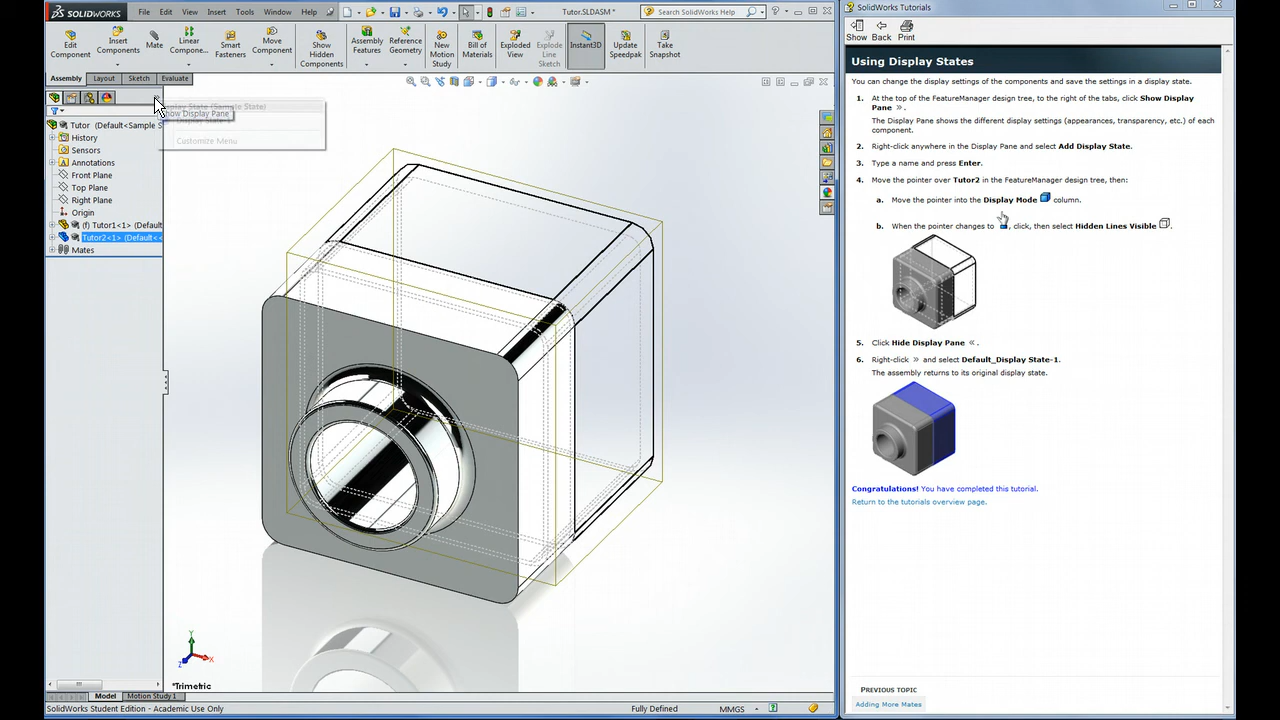 SOLIDWORKS File Edit View Insert Tools Window Help Tutor.SLDASM * Search SolidWorks Help
Edit Component
Insert Components
Mate
Linear Compone...
Smart Fasteners
Move Component
Show Hidden Components
Assembly Features
Reference Geometry
New Motion Study
Bill of Materials
Exploded View
Explode Line Sketch
Instant3D
Update Speedpak
Take Snapshot
Assembly Layout Sketch Evaluate
Display State (Sample State)
Show Display Pane
Customize Menu
Tutor (Default<Sample S
History
Sensors
Annotations
Front Plane
Top Plane
Right Plane
Origin
(f) Tutor1<1> (Default
Tutor2<1> (Default<<
Mates
Y
X
Z
*Trimetric
Model Motion Study 1
SolidWorks Student Edition - Academic Use Only Fully Defined MMGS
SolidWorks Tutorials
Show Back Print
Using Display States
You can change the display settings of the components and save the settings in a display state.
1. At the top of the FeatureManager design tree, to the right of the tabs, click Show Display
Pane ».
The Display Pane shows the different display settings (appearances, transparency, etc.) of each
component.
2. Right-click anywhere in the Display Pane and select Add Display State.
3. Type a name and press Enter.
4. Move the pointer over Tutor2 in the FeatureManager design tree, then:
a. Move the pointer into the Display Mode column.
b. When the pointer changes to , click, then select Hidden Lines Visible .
5. Click Hide Display Pane « .
6. Right-click » and select Default_Display State-1.
The assembly returns to its original display state.
Congratulations! You have completed this tutorial.
Return to the tutorials overview page.
PREVIOUS TOPIC
Adding More Mates